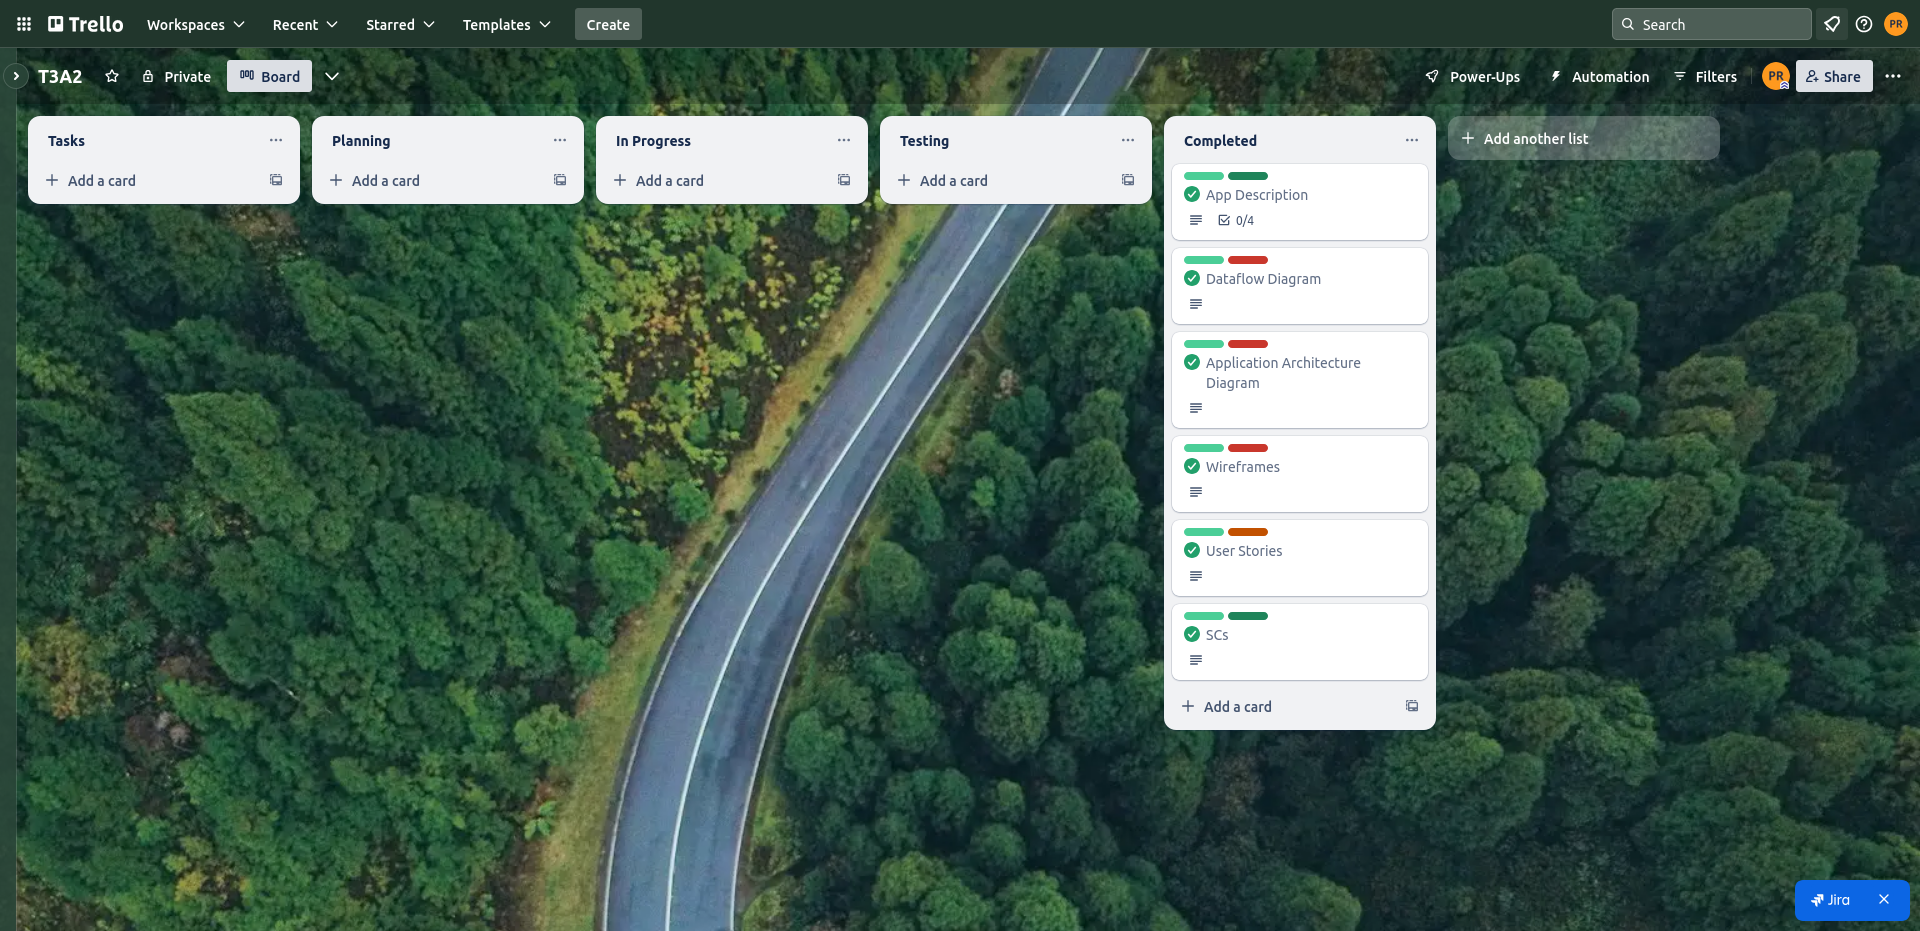 Trello Workspaces Recent Starred Templates Create Search PR
T3A2 Private Board Power-Ups Automation Filters PR Share
Tasks
Add a card
Planning
Add a card
In Progress
Add a card
Testing
Add a card
Completed
App Description
0/4
Dataflow Diagram
Application Architecture
Diagram
Wireframes
User Stories
SCs
Add a card
Add another list
Jira